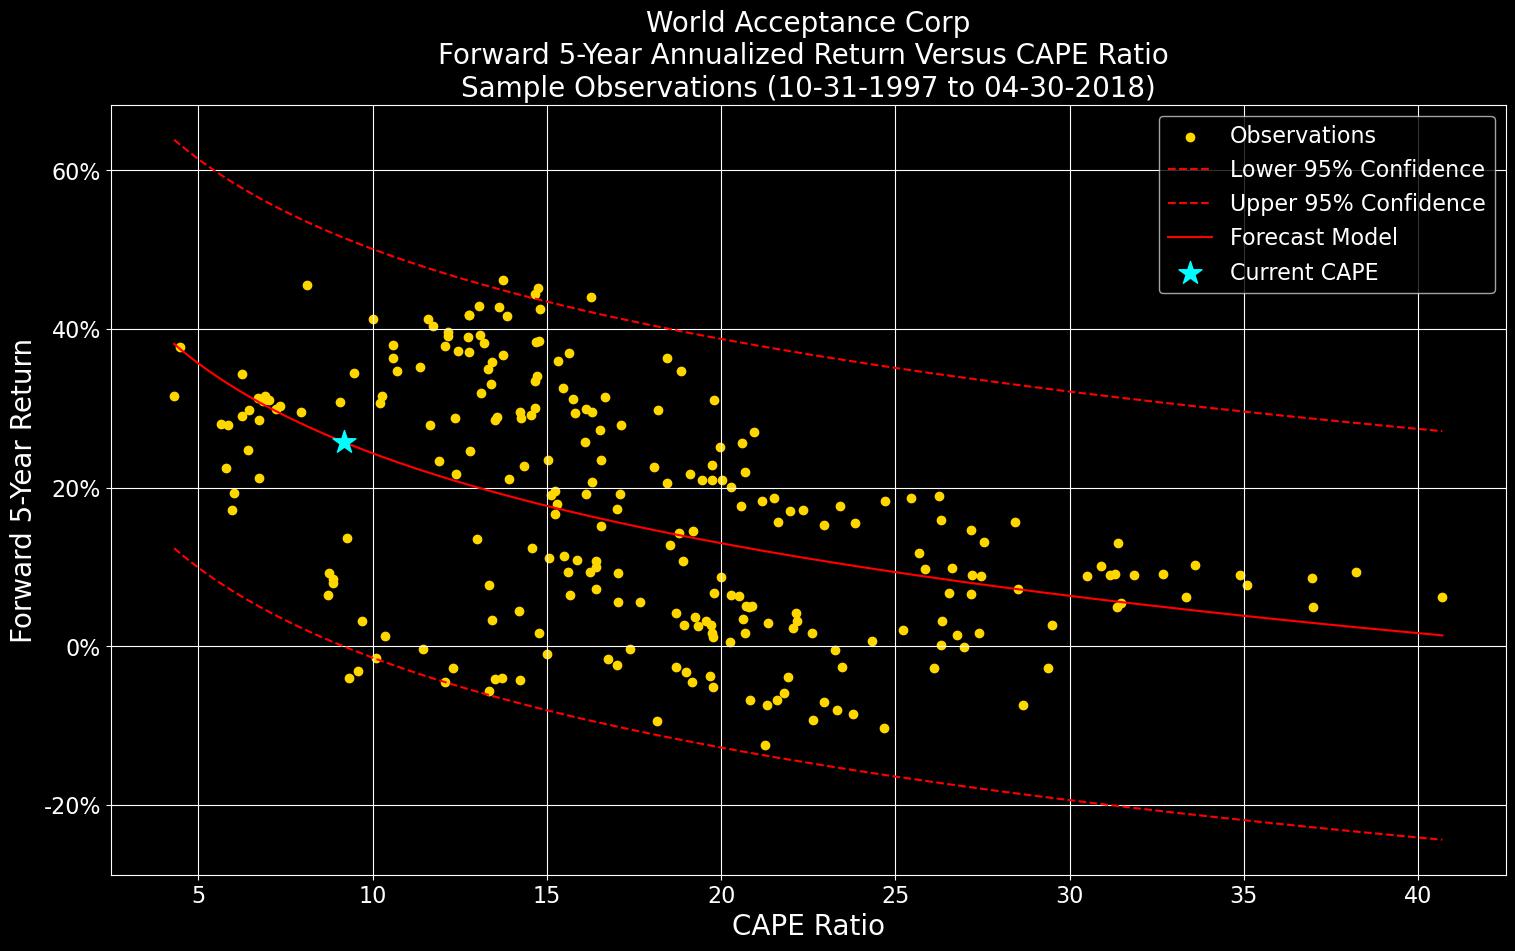 World Acceptance Corp
Forward 5-Year Annualized Return Versus CAPE Ratio
Sample Observations (10-31-1997 to 04-30-2018)
Observations
Lower 95% Confidence
Upper 95% Confidence
Forecast Model
Current CAPE
Forward 5-Year Return
60%
40%
20%
0%
-20%
5 10 15 20 25 30 35 40
CAPE Ratio